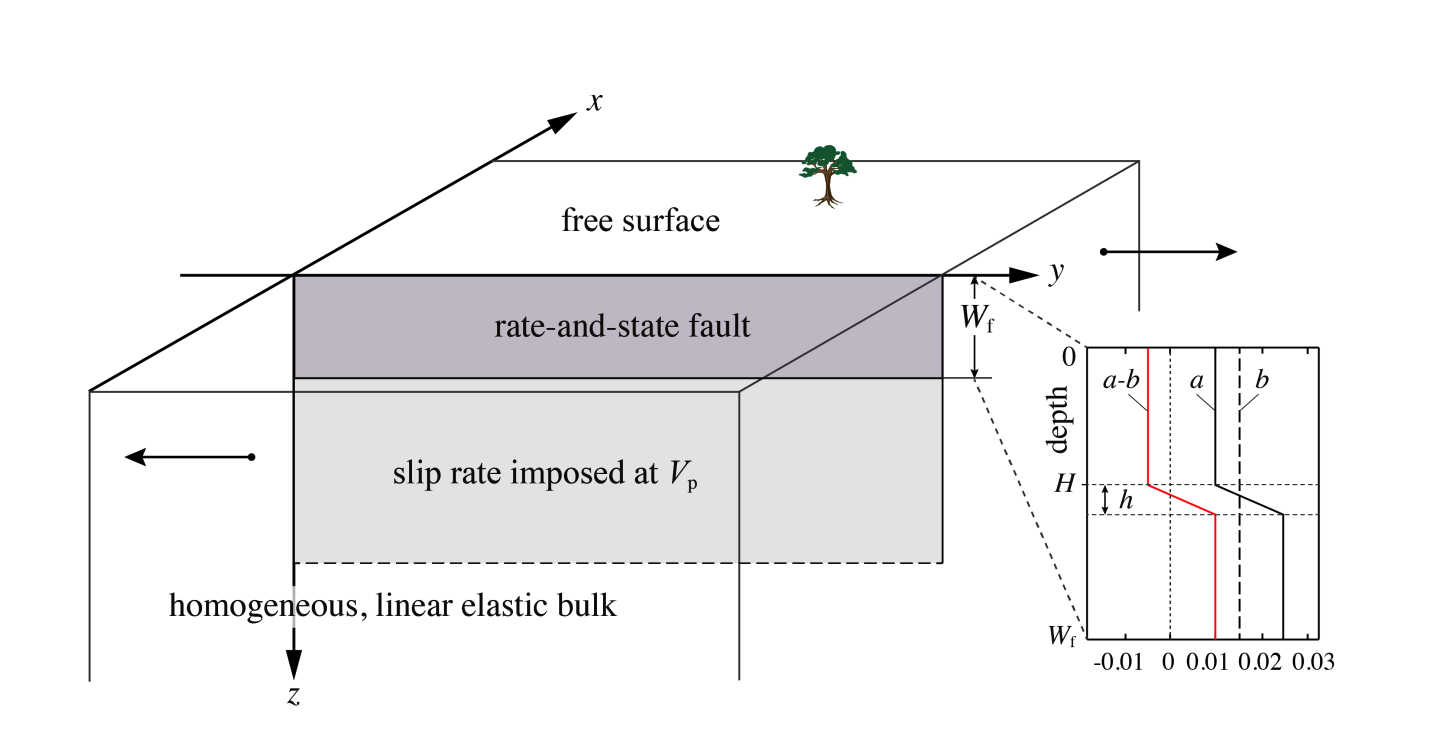 x
free surface
y
rate-and-state fault
W_f
0
a-b
a
b
depth
slip rate imposed at V_p
H
h
homogeneous, linear elastic bulk
W_f
-0.01 0 0.01 0.02 0.03
z